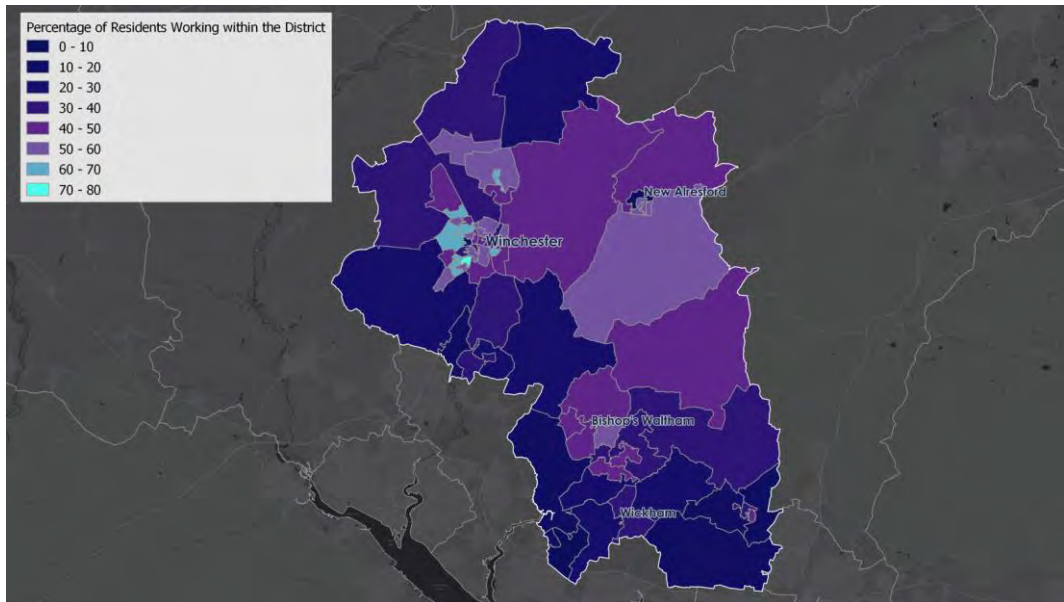 Percentage of Residents Working within the District
0 - 10
10 - 20
20 - 30
30 - 40
40 - 50
50 - 60
60 - 70
70 - 80
New Alresford
Winchester
Bishop's Waltham
Wickham